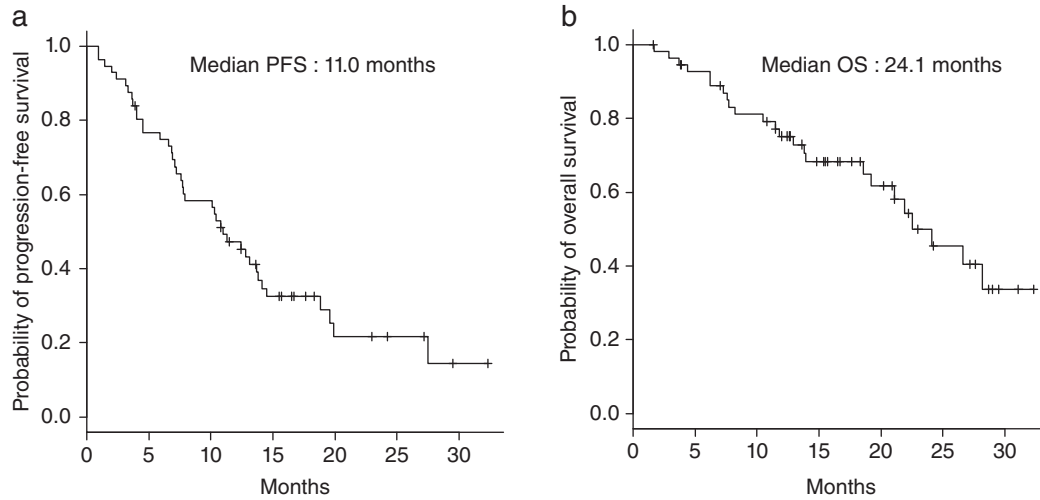 a
Probability of progression-free survival
1.0
0.8
0.6
0.4
0.2
0.0
Median PFS : 11.0 months
0 5 10 15 20 25 30
Months
b
Probability of overall survival
1.0
0.8
0.6
0.4
0.2
0.0
Median OS : 24.1 months
0 5 10 15 20 25 30
Months